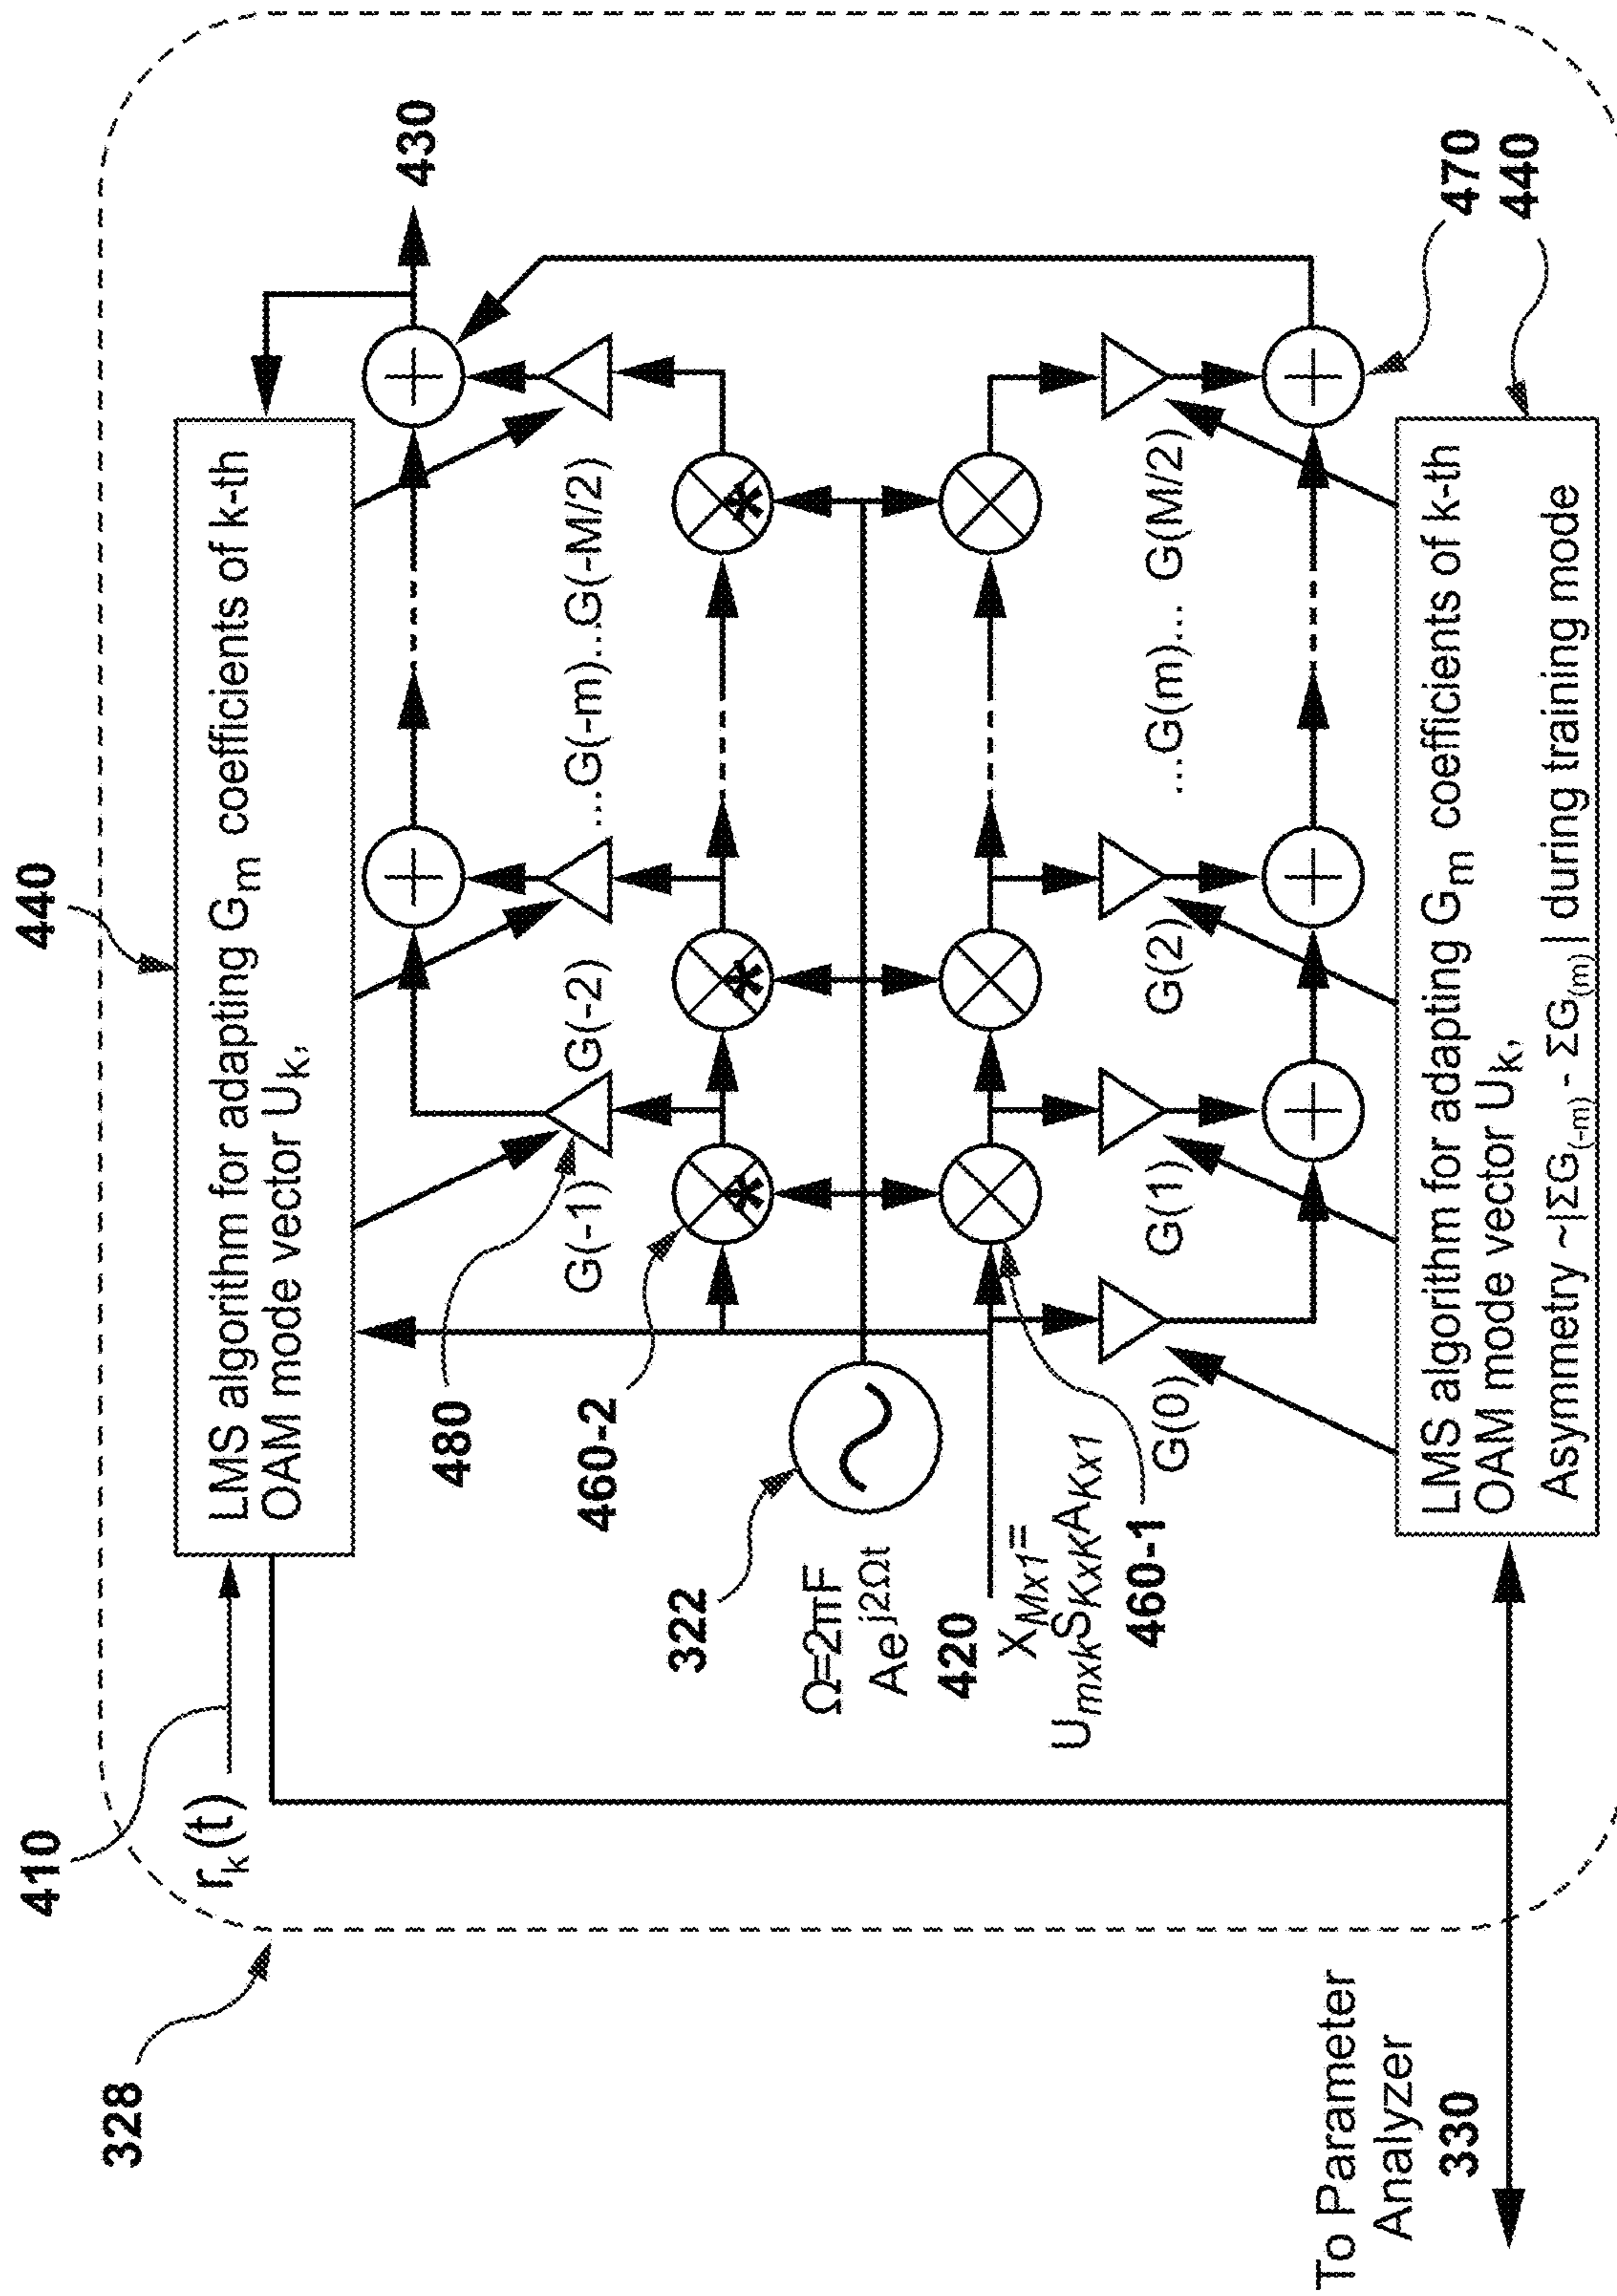 328
410
440
r_k(t)
LMS algorithm for adapting G_m coefficients of k-th
OAM mode vector U_k,
430
480
460-2
G(-1)
G(-2)
...G(-m)...G(-M/2)
322
Ω=2πF
Ae^j2Ωt
420
X_Mx1=
U_mxk S_KxK A_Kx1
460-1
G(0)
G(1)
G(2)
...G(m)... G(M/2)
470
440
LMS algorithm for adapting G_m coefficients of k-th
OAM mode vector U_k,
Asymmetry ~|ΣG_(-m) - ΣG_(m)| during training mode
To Parameter
Analyzer
330